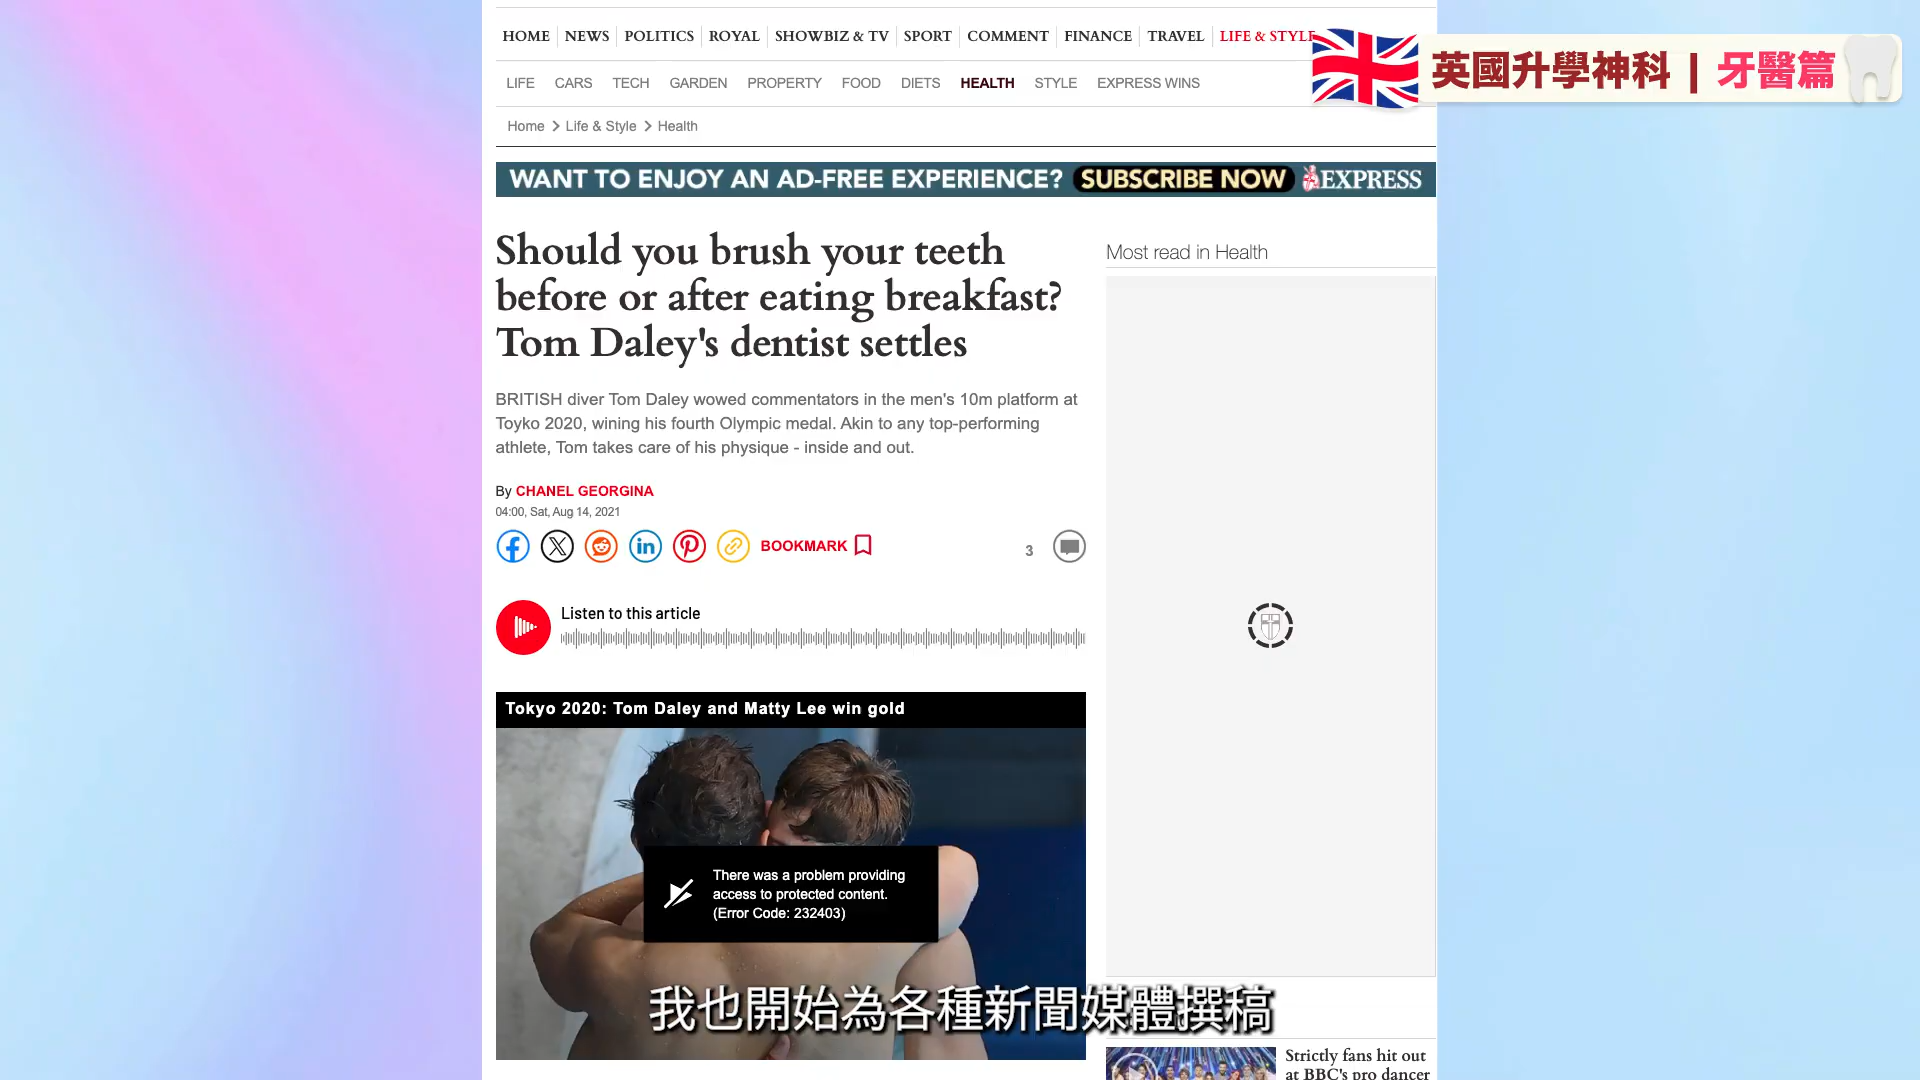 HOME NEWS POLITICS ROYAL SHOWBIZ & TV SPORT COMMENT FINANCE TRAVEL LIFE & STYLE
英國升學神科 | 牙醫篇
LIFE CARS TECH GARDEN PROPERTY FOOD DIETS HEALTH STYLE EXPRESS WINS
Home > Life & Style > Health
WANT TO ENJOY AN AD-FREE EXPERIENCE? SUBSCRIBE NOW EXPRESS
Should you brush your teeth
before or after eating breakfast?
Tom Daley's dentist settles
Most read in Health
BRITISH diver Tom Daley wowed commentators in the men's 10m platform at
Toyko 2020, wining his fourth Olympic medal. Akin to any top-performing
athlete, Tom takes care of his physique - inside and out.
By CHANEL GEORGINA
04:00, Sat, Aug 14, 2021
BOOKMARK
3
Listen to this article
Tokyo 2020: Tom Daley and Matty Lee win gold
There was a problem providing
access to protected content.
(Error Code: 232403)
我也開始為各種新聞媒體撰稿
Strictly fans hit out
at BBC's pro dancer